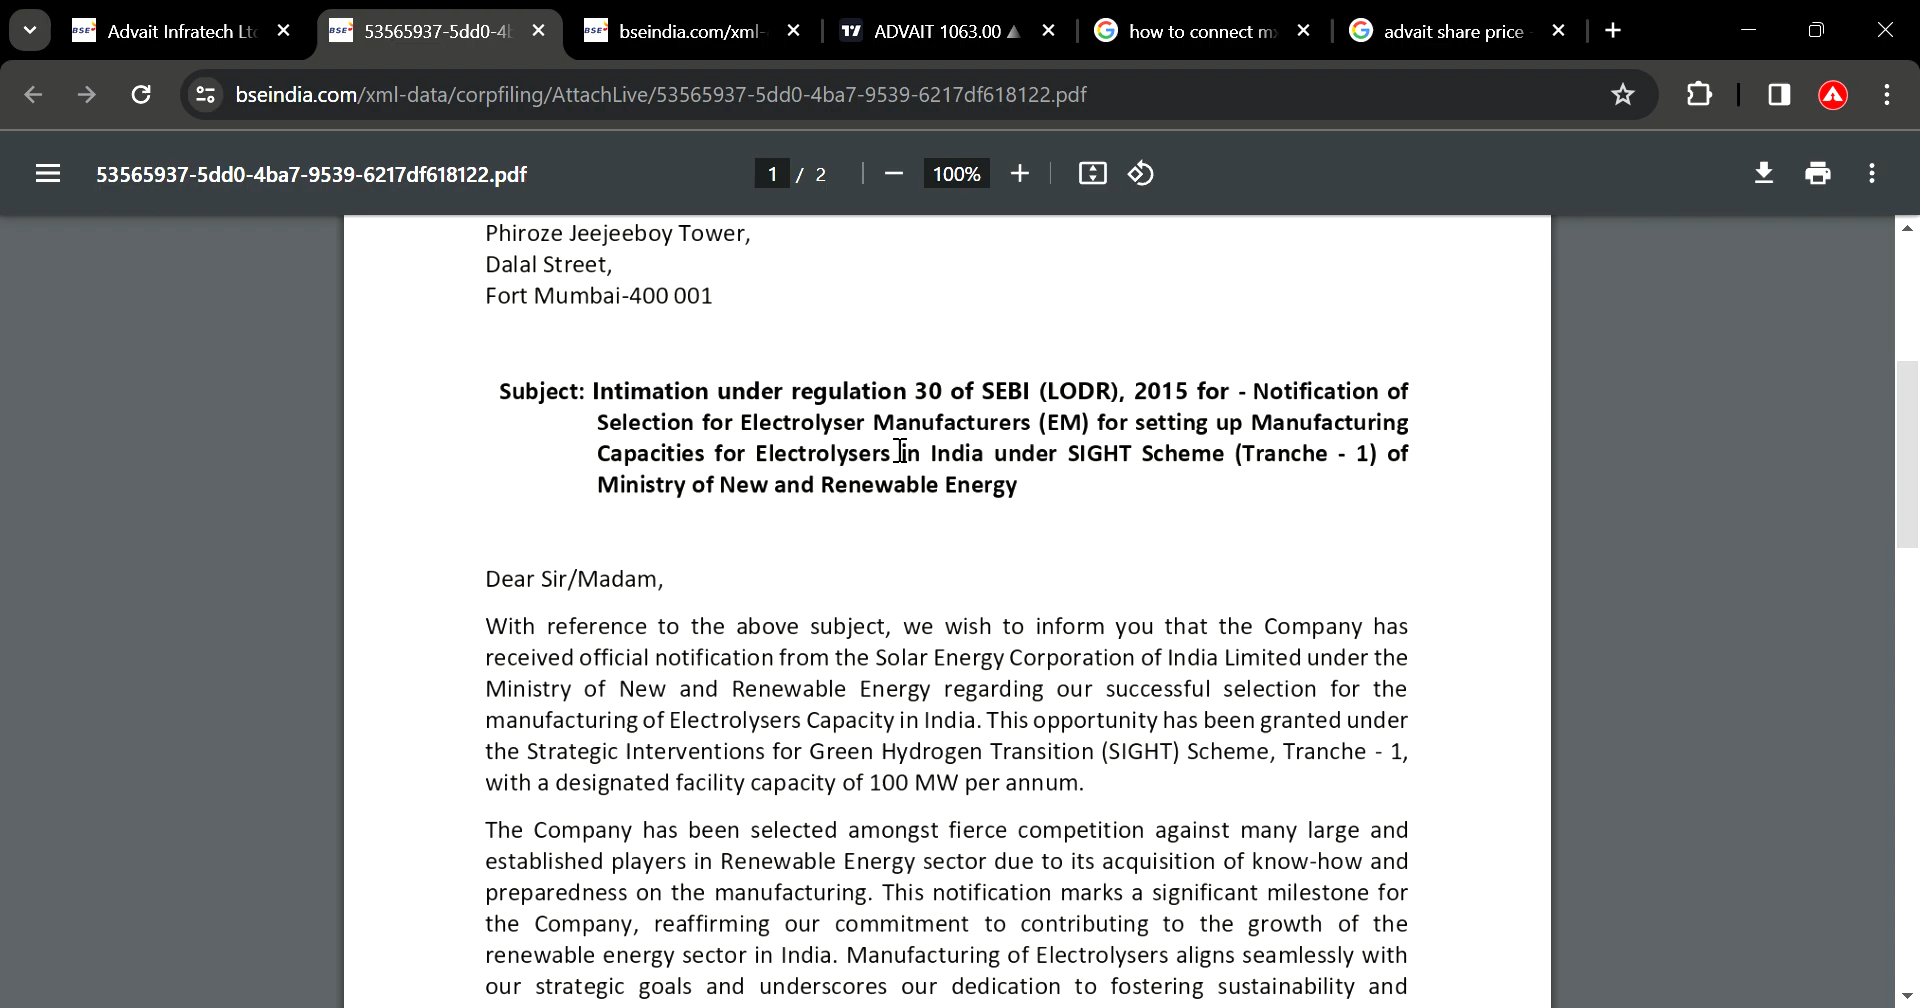 Advait Infratech Lt
53565937-5dd0-4
bseindia.com/xml-
ADVAIT 1063.00
how to connect m
advait share price
bseindia.com/xml-data/corpfiling/AttachLive/53565937-5dd0-4ba7-9539-6217df618122.pdf
53565937-5dd0-4ba7-9539-6217df618122.pdf
1 / 2
100%
Phiroze Jeejeeboy Tower,
Dalal Street,
Fort Mumbai-400 001
Subject: Intimation under regulation 30 of SEBI (LODR), 2015 for - Notification of
Selection for Electrolyser Manufacturers (EM) for setting up Manufacturing
Capacities for Electrolysers in India under SIGHT Scheme (Tranche - 1) of
Ministry of New and Renewable Energy
Dear Sir/Madam,
With reference to the above subject, we wish to inform you that the Company has
received official notification from the Solar Energy Corporation of India Limited under the
Ministry of New and Renewable Energy regarding our successful selection for the
manufacturing of Electrolysers Capacity in India. This opportunity has been granted under
the Strategic Interventions for Green Hydrogen Transition (SIGHT) Scheme, Tranche - 1,
with a designated facility capacity of 100 MW per annum.
The Company has been selected amongst fierce competition against many large and
established players in Renewable Energy sector due to its acquisition of know-how and
preparedness on the manufacturing. This notification marks a significant milestone for
the Company, reaffirming our commitment to contributing to the growth of the
renewable energy sector in India. Manufacturing of Electrolysers aligns seamlessly with
our strategic goals and underscores our dedication to fostering sustainability and